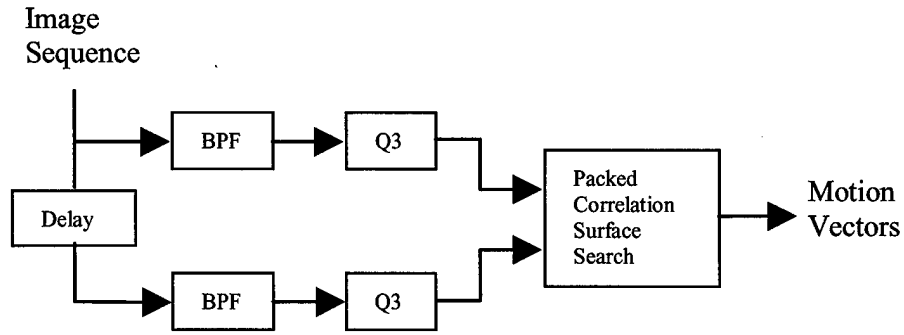 Image
Sequence
BPF
Q3
Delay
Packed
Correlation
Surface
Search
Motion
Vectors
BPF
Q3